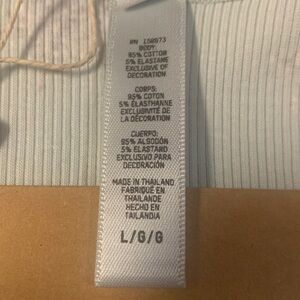 RN 158973
BODY:
95% COTTON
5% ELASTANE
EXCLUSIVE OF
DECORATION
CORPS:
95% COTON
5% ELASTHANNE
EXCLUSIVITÉ DE
LA DÉCORATION
CUERPO:
95% ALGODÓN
5% ELASTANO
EXCLUSIVO PARA
DECORACIÓN
MADE IN THAILAND
FABRIQUÉ EN
THAÏLANDE
HECHO EN
TAILANDIA
L/G/G